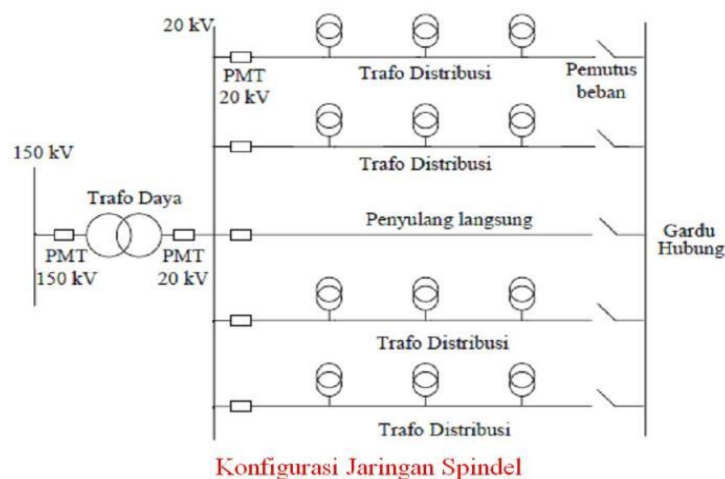 20 kV
PMT
20 kV
Trafo Distribusi
Pemutus
beban
150 kV
Trafo Distribusi
Trafo Daya
Penyulang langsung
PMT
150 kV
PMT
20 kV
Gardu
Hubung
Trafo Distribusi
Trafo Distribusi
Konfigurasi Jaringan Spindel